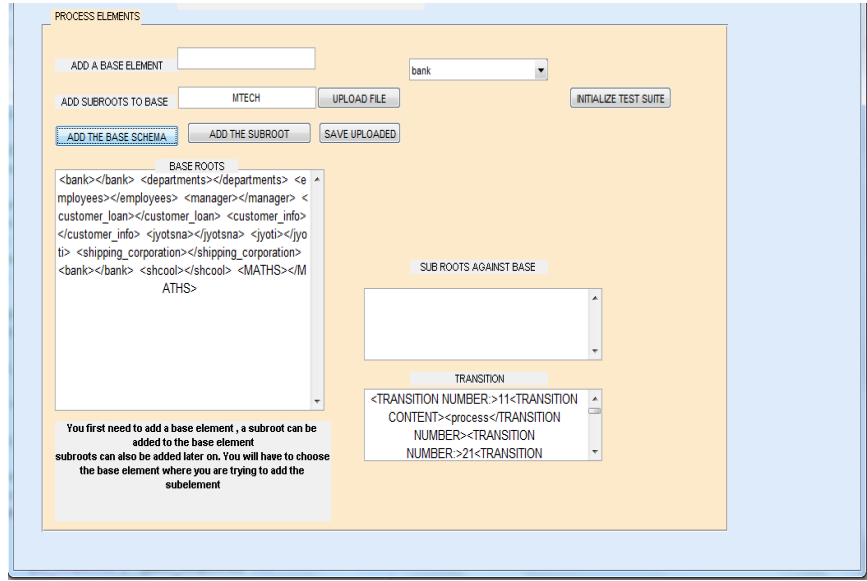 PROCESS ELEMENTS
ADD A BASE ELEMENT
bank
ADD SUBROOTS TO BASE
MTECH
UPLOAD FILE
INITIALIZE TEST SUITE
ADD THE BASE SCHEMA
ADD THE SUBROOT
SAVE UPLOADED
BASE ROOTS
<bank></bank> <departments></departments> <e
mployees></employees> <manager></manager> <
customer_loan></customer_loan> <customer_info>
</customer_info> <jyotsna></jyotsna> <jyoti></jyo
ti> <shipping_corporation></shipping_corporation>
<bank></bank> <shcool></shcool> <MATHS></M
ATHS>
SUB ROOTS AGAINST BASE
TRANSITION
<TRANSITION NUMBER:>11<TRANSITION
CONTENT><process</TRANSITION
NUMBER><TRANSITION
NUMBER:>21<TRANSITION
You first need to add a base element , a subroot can be
added to the base element
subroots can also be added later on. You will have to choose
the base element where you are trying to add the
subelement